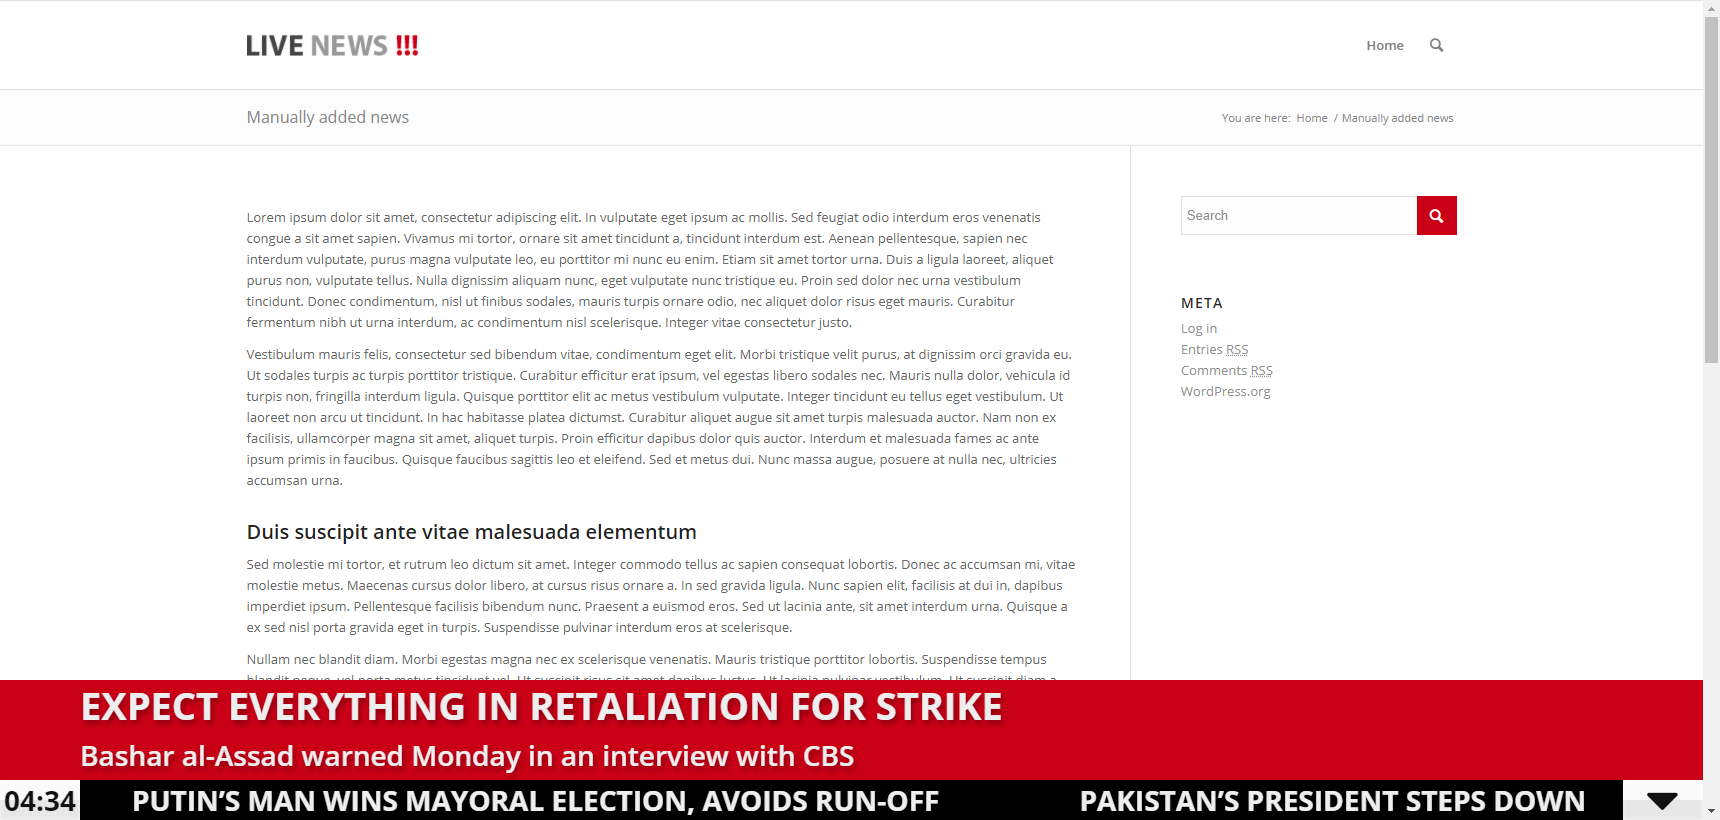 LIVE NEWS !!!
Home
Manually added news
You are here: Home / Manually added news
Lorem ipsum dolor sit amet, consectetur adipiscing elit. In vulputate eget ipsum ac mollis. Sed feugiat odio interdum eros venenatis
congue a sit amet sapien. Vivamus mi tortor, ornare sit amet tincidunt a, tincidunt interdum est. Aenean pellentesque, sapien nec
interdum vulputate, purus magna vulputate leo, eu porttitor mi nunc eu enim. Etiam sit amet tortor urna. Duis a ligula laoreet, aliquet
purus non, vulputate tellus. Nulla dignissim aliquam nunc, eget vulputate nunc tristique eu. Proin sed dolor nec urna vestibulum
tincidunt. Donec condimentum, nisl ut finibus sodales, mauris turpis ornare odio, nec aliquet dolor risus eget mauris. Curabitur
fermentum nibh ut urna interdum, ac condimentum nisl scelerisque. Integer vitae consectetur justo.
Vestibulum mauris felis, consectetur sed bibendum vitae, condimentum eget elit. Morbi tristique velit purus, at dignissim orci gravida eu.
Ut sodales turpis ac turpis porttitor tristique. Curabitur efficitur erat ipsum, vel egestas libero sodales nec. Mauris nulla dolor, vehicula id
turpis non, fringilla interdum ligula. Quisque porttitor elit ac metus vestibulum vulputate. Integer tincidunt eu tellus eget vestibulum. Ut
laoreet non arcu ut tincidunt. In hac habitasse platea dictumst. Curabitur aliquet augue sit amet turpis malesuada auctor. Nam non ex
facilisis, ullamcorper magna sit amet, aliquet turpis. Proin efficitur dapibus dolor quis auctor. Interdum et malesuada fames ac ante
ipsum primis in faucibus. Quisque faucibus sagittis leo et eleifend. Sed et metus dui. Nunc massa augue, posuere at nulla nec, ultricies
accumsan urna.
Duis suscipit ante vitae malesuada elementum
Sed molestie mi tortor, et rutrum leo dictum sit amet. Integer commodo tellus ac sapien consequat lobortis. Donec ac accumsan mi, vitae
molestie metus. Maecenas cursus dolor libero, at cursus risus ornare a. In sed gravida ligula. Nunc sapien elit, facilisis at dui in, dapibus
imperdiet ipsum. Pellentesque facilisis bibendum nunc. Praesent a euismod eros. Sed ut lacinia ante, sit amet interdum urna. Quisque a
ex sed nisl porta gravida eget in turpis. Suspendisse pulvinar interdum eros at scelerisque.
Nullam nec blandit diam. Morbi egestas magna nec ex scelerisque venenatis. Mauris tristique porttitor lobortis. Suspendisse tempus
Search
META
Log in
Entries RSS
Comments RSS
WordPress.org
EXPECT EVERYTHING IN RETALIATION FOR STRIKE
Bashar al-Assad warned Monday in an interview with CBS
04:34
PUTIN’S MAN WINS MAYORAL ELECTION, AVOIDS RUN-OFF
PAKISTAN’S PRESIDENT STEPS DOWN